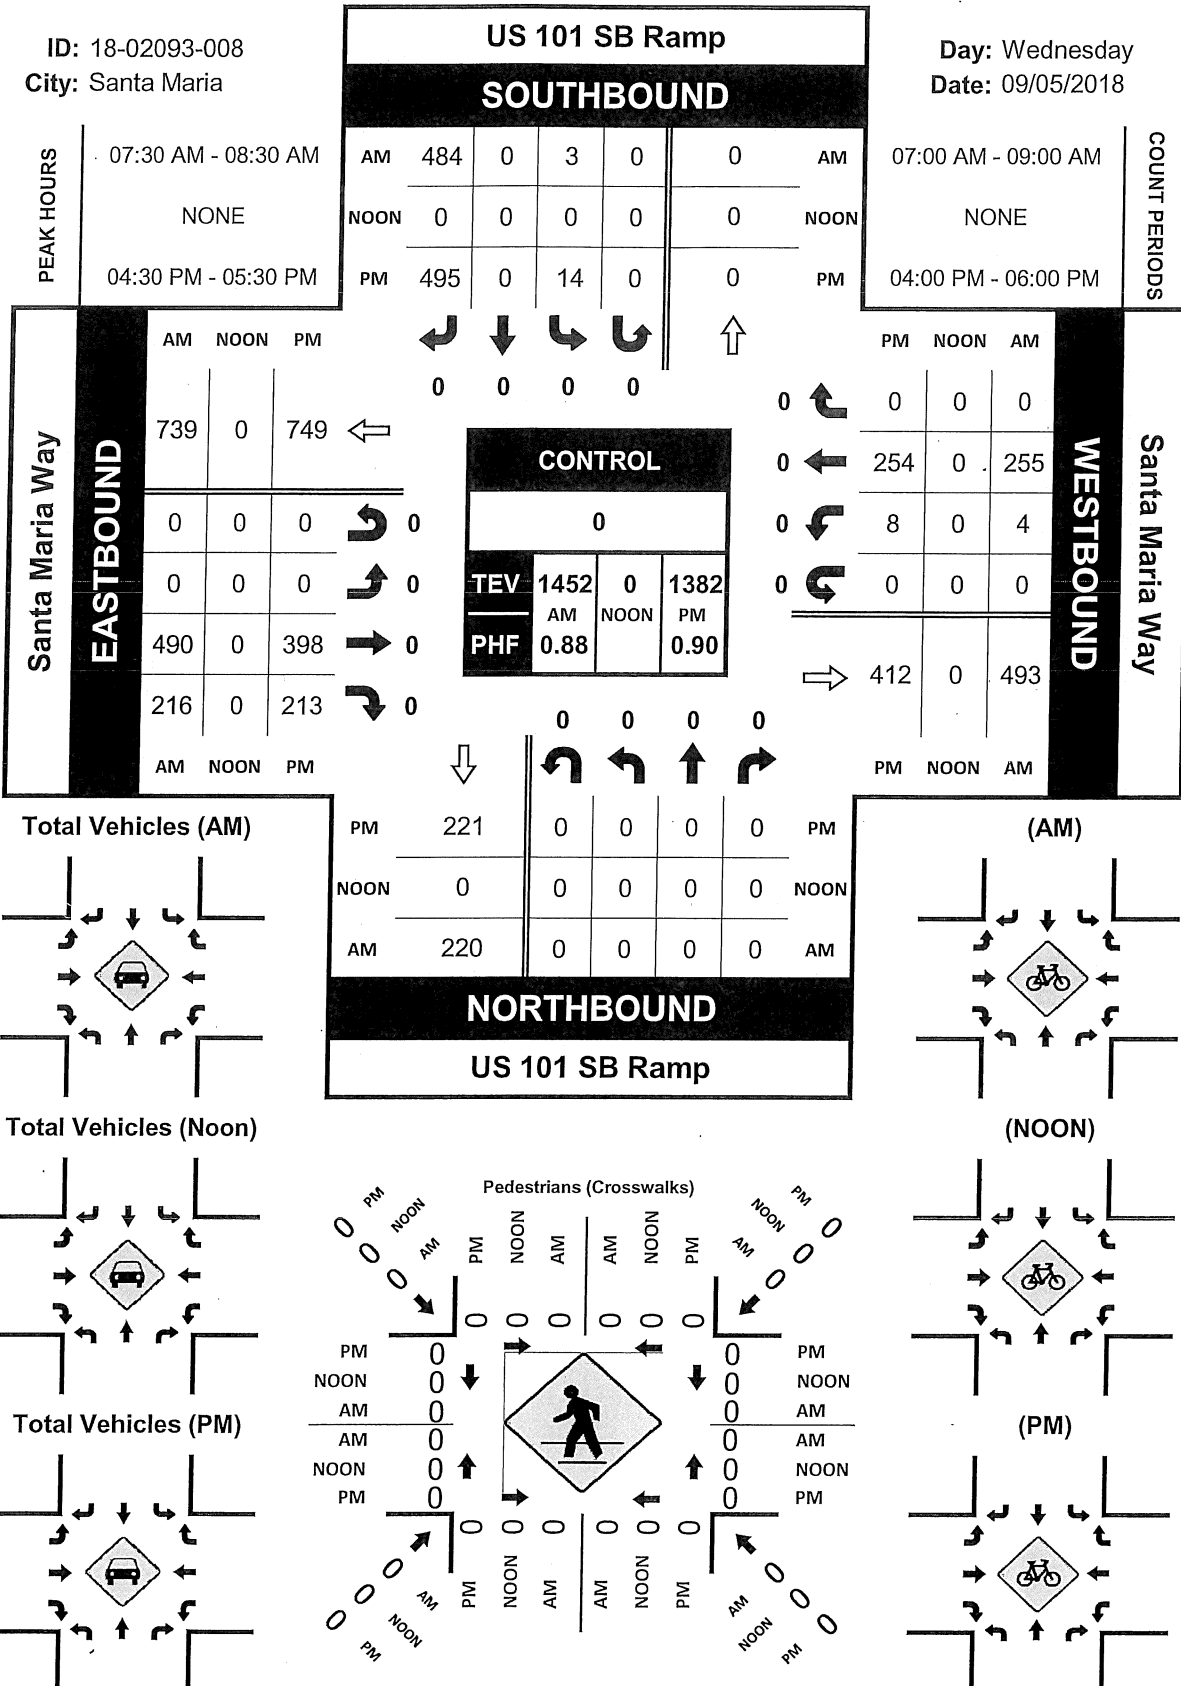 US 101 SB Ramp
ID: 18-02093-008
Day: Wednesday
City: Santa Maria
Date: 09/05/2018
SOUTHBOUND
PEAK HOURS
07:30 AM - 08:30 AM
NONE
04:30 PM - 05:30 PM
AM 484 0 3 0 0 AM
NOON 0 0 0 0 0 NOON
PM 495 0 14 0 0 PM
07:00 AM - 09:00 AM
NONE
04:00 PM - 06:00 PM
COUNT PERIODS
0 0 0 0
Santa Maria Way
EASTBOUND
AM NOON PM
739 0 749
0 0 0 0
0 0 0 0
490 0 398 0
216 0 213 0
AM NOON PM
CONTROL
0
TEV 1452 0 1382
AM NOON PM
PHF 0.88 0.90
PM NOON AM
0 0 0 0
0 254 0 255
0 8 0 4
0 0 0 0
412 0 493
PM NOON AM
WESTBOUND
Santa Maria Way
0 0 0 0
PM 221 0 0 0 0 PM
NOON 0 0 0 0 0 NOON
AM 220 0 0 0 0 AM
NORTHBOUND
US 101 SB Ramp
Total Vehicles (AM)
(AM)
Total Vehicles (Noon)
(NOON)
Total Vehicles (PM)
(PM)
Pedestrians (Crosswalks)
PM NOON AM
0 0 0
PM NOON AM AM NOON PM
0 0 0 0 0 0
PM NOON AM
0 0 0
PM 0 0 PM
NOON 0 0 NOON
AM 0 0 AM
AM 0 0 AM
NOON 0 0 NOON
PM 0 0 PM
0 0 0 0 0 0
PM NOON AM AM NOON PM
0 0 0
AM NOON PM
0 0 0
AM NOON PM